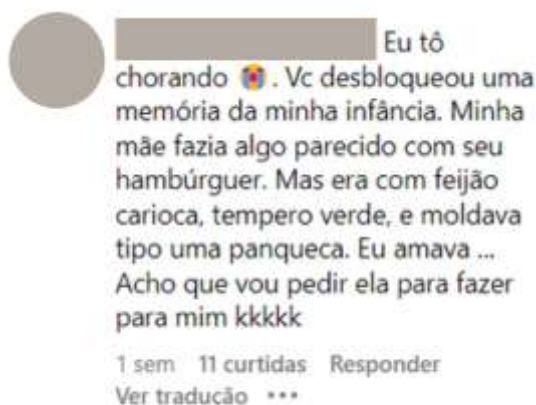 Eu tô
chorando 😭. Vc desbloqueou uma
memória da minha infância. Minha
mãe fazia algo parecido com seu
hambúrguer. Mas era com feijão
carioca, tempero verde, e moldava
tipo uma panqueca. Eu amava ...
Acho que vou pedir ela para fazer
para mim kkkkk
1 sem 11 curtidas Responder
Ver tradução •••